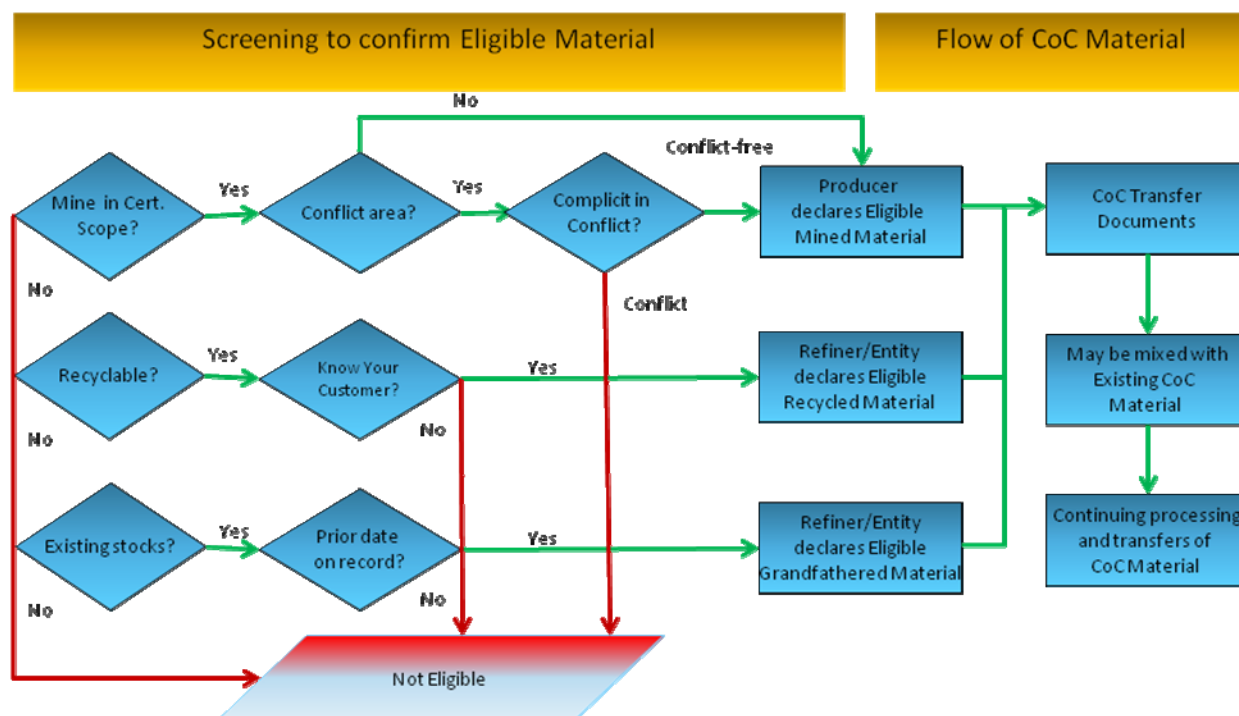 Screening to confirm Eligible Material
Flow of CoC Material
No
Conflict-free
Mine in Cert.
Scope?
Yes
Conflict area?
Yes
Complicit in
Conflict?
Producer
declares Eligible
Mined Material
CoC Transfer
Documents
No
Conflict
Recyclable?
Yes
Know Your
Customer?
Yes
Refiner/Entity
declares Eligible
Recycled Material
May be mixed with
Existing CoC
Material
No
No
Existing stocks?
Yes
Prior date
on record?
Yes
Refiner/Entity
declares Eligible
Grandfathered Material
Continuing processing
and transfers of
CoC Material
No
No
Not Eligible